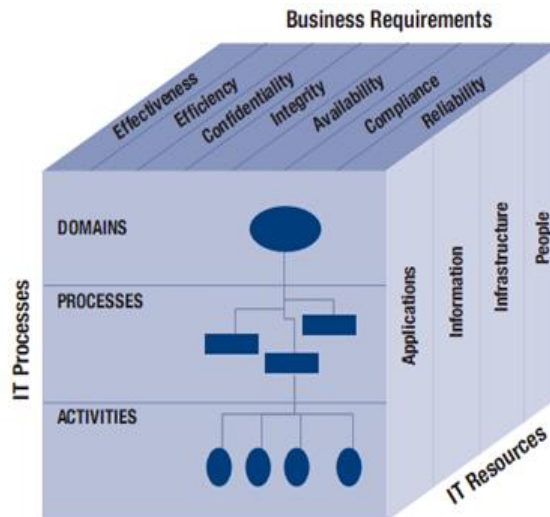 Business Requirements
Effectiveness
Efficiency
Confidentiality
Integrity
Availability
Compliance
Reliability
IT Processes
DOMAINS
PROCESSES
ACTIVITIES
Applications
Information
Infrastructure
People
IT Resources